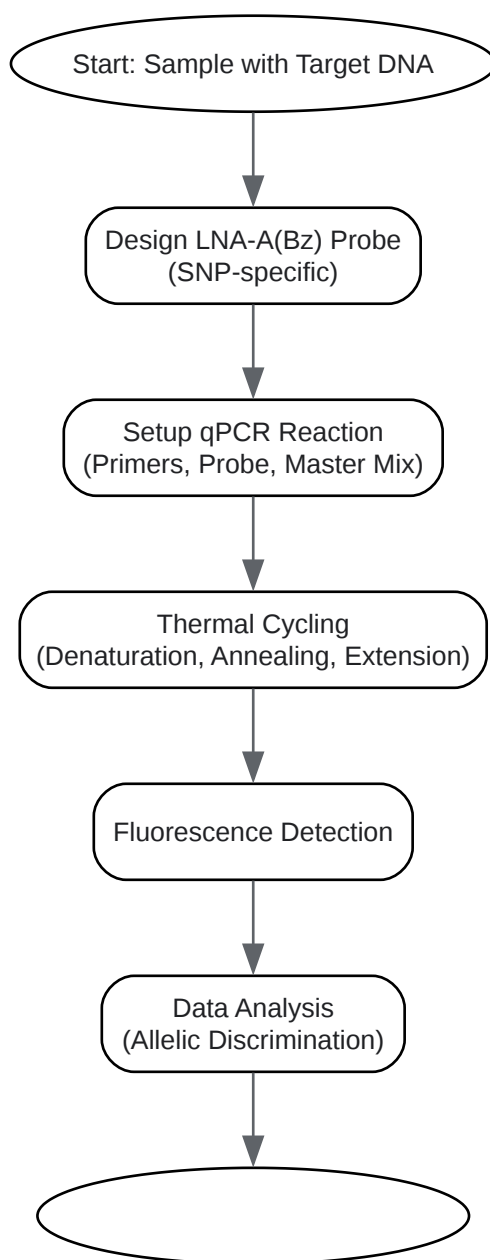 Start: Sample with Target DNA
Design LNA-A(Bz) Probe
(SNP-specific)
Setup qPCR Reaction
(Primers, Probe, Master Mix)
Thermal Cycling
(Denaturation, Annealing, Extension)
Fluorescence Detection
Data Analysis
(Allelic Discrimination)